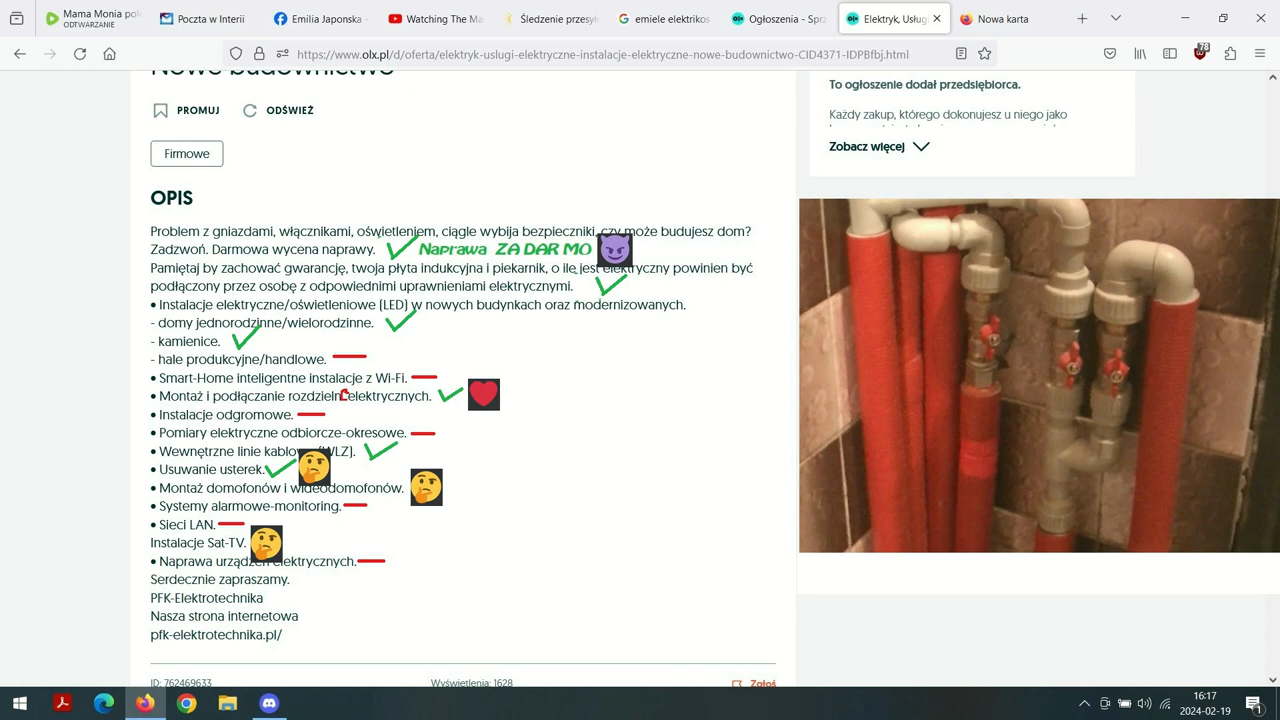 Mama Monia pole
ODTWARZANIE
Poczta w Interii
Emilia Japonska -
Watching The Ma
Śledzenie przesył
emiele elektrikos
Ogłoszenia - Sprz
Elektryk, Usługi
Nowa karta
https://www.olx.pl/d/oferta/elektryk-uslugi-elektryczne-instalacje-elektryczne-nowe-budownictwo-CID4371-IDPBfbj.html
78
Nowe budownictwo
PROMUJ
ODŚWIEŻ
Firmowe
OPIS
Problem z gniazdami, włącznikami, oświetleniem, ciągle wybija bezpieczniki, czy może budujesz dom?
Zadzwoń. Darmowa wycena naprawy.
Naprawa ZA DAR MO
Pamiętaj by zachować gwarancję, twoja płyta indukcyjna i piekarnik, o ile jest elektryczny powinien być
podłączony przez osobę z odpowiednimi uprawnieniami elektrycznymi.
• Instalacje elektryczne/oświetleniowe (LED) w nowych budynkach oraz modernizowanych.
- domy jednorodzinne/wielorodzinne.
- kamienice.
- hale produkcyjne/handlowe.
• Smart-Home inteligentne instalacje z Wi-Fi.
• Montaż i podłączanie rozdzieln elektrycznych.
• Instalacje odgromowe.
• Pomiary elektryczne odbiorcze-okresowe.
• Wewnętrzne linie kablowe (WLZ).
• Usuwanie usterek.
• Montaż domofonów i wideodomofonów.
• Systemy alarmowe-monitoring.
• Sieci LAN.
Instalacje Sat-TV.
• Naprawa urządzeń elektrycznych.
Serdecznie zapraszamy.
PFK-Elektrotechnika
Nasza strona internetowa
pfk-elektrotechnika.pl/
ID: 762469633
Wyświetlenia: 1628
Zgłoś
To ogłoszenie dodał przedsiębiorca.
Każdy zakup, którego dokonujesz u niego jako
Zobacz więcej
16:17
2024-02-19
1